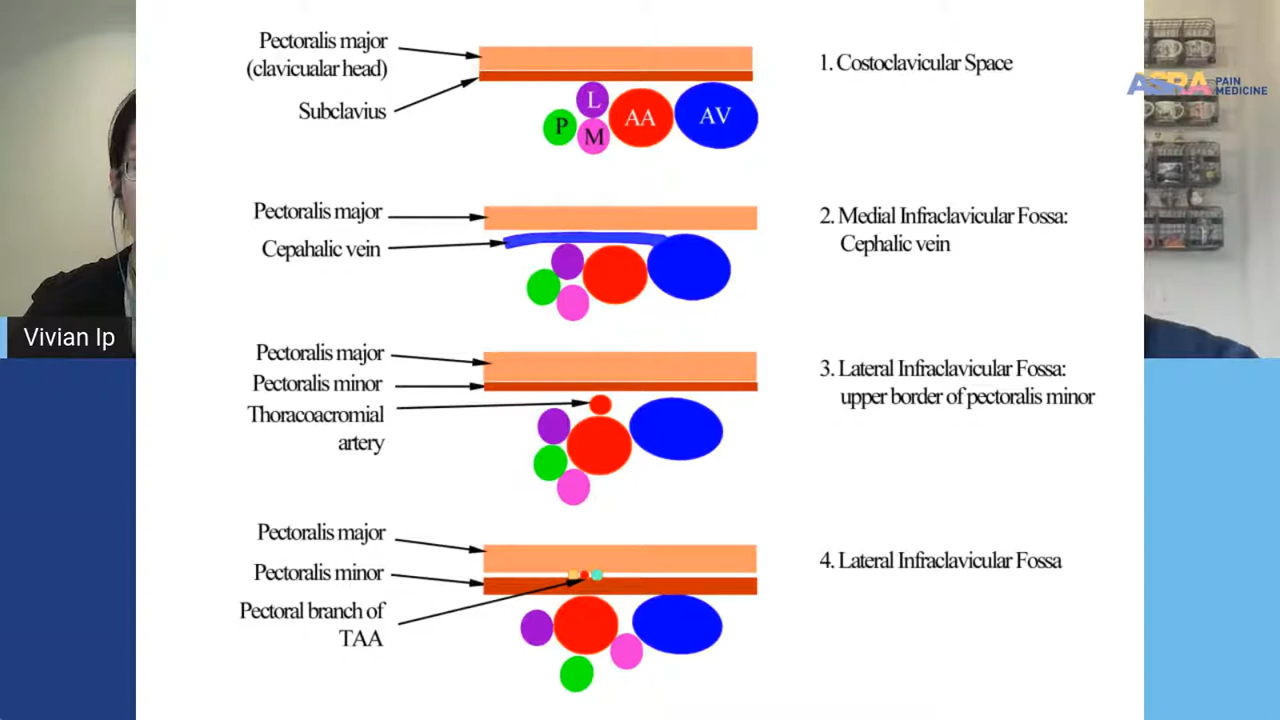 Pectoralis major
(clavicualar head)
Subclavius
L
P
M
AA
AV
1. Costoclavicular Space
ASRA PAIN
MEDICINE
Pectoralis major
Cepahalic vein
2. Medial Infraclavicular Fossa:
Cephalic vein
Vivian Ip
Pectoralis major
Pectoralis minor
Thoracoacromial
artery
3. Lateral Infraclavicular Fossa:
upper border of pectoralis minor
Pectoralis major
Pectoralis minor
Pectoral branch of
TAA
4. Lateral Infraclavicular Fossa